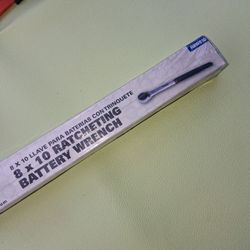 8 X 10 LLAVE PARA BATERIAS CON TRINQUETE
8 x 10 RATCHETING
BATTERY WRENCH